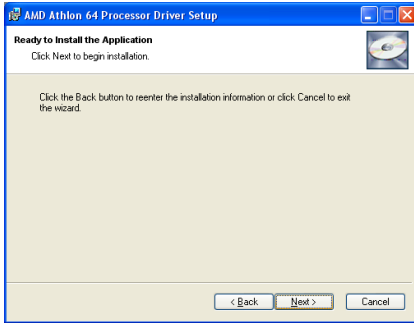 AMD Athlon 64 Processor Driver Setup
Ready to Install the Application
Click Next to begin installation.
Click the Back button to reenter the installation information or click Cancel to exit
the wizard.
< Back Next > Cancel